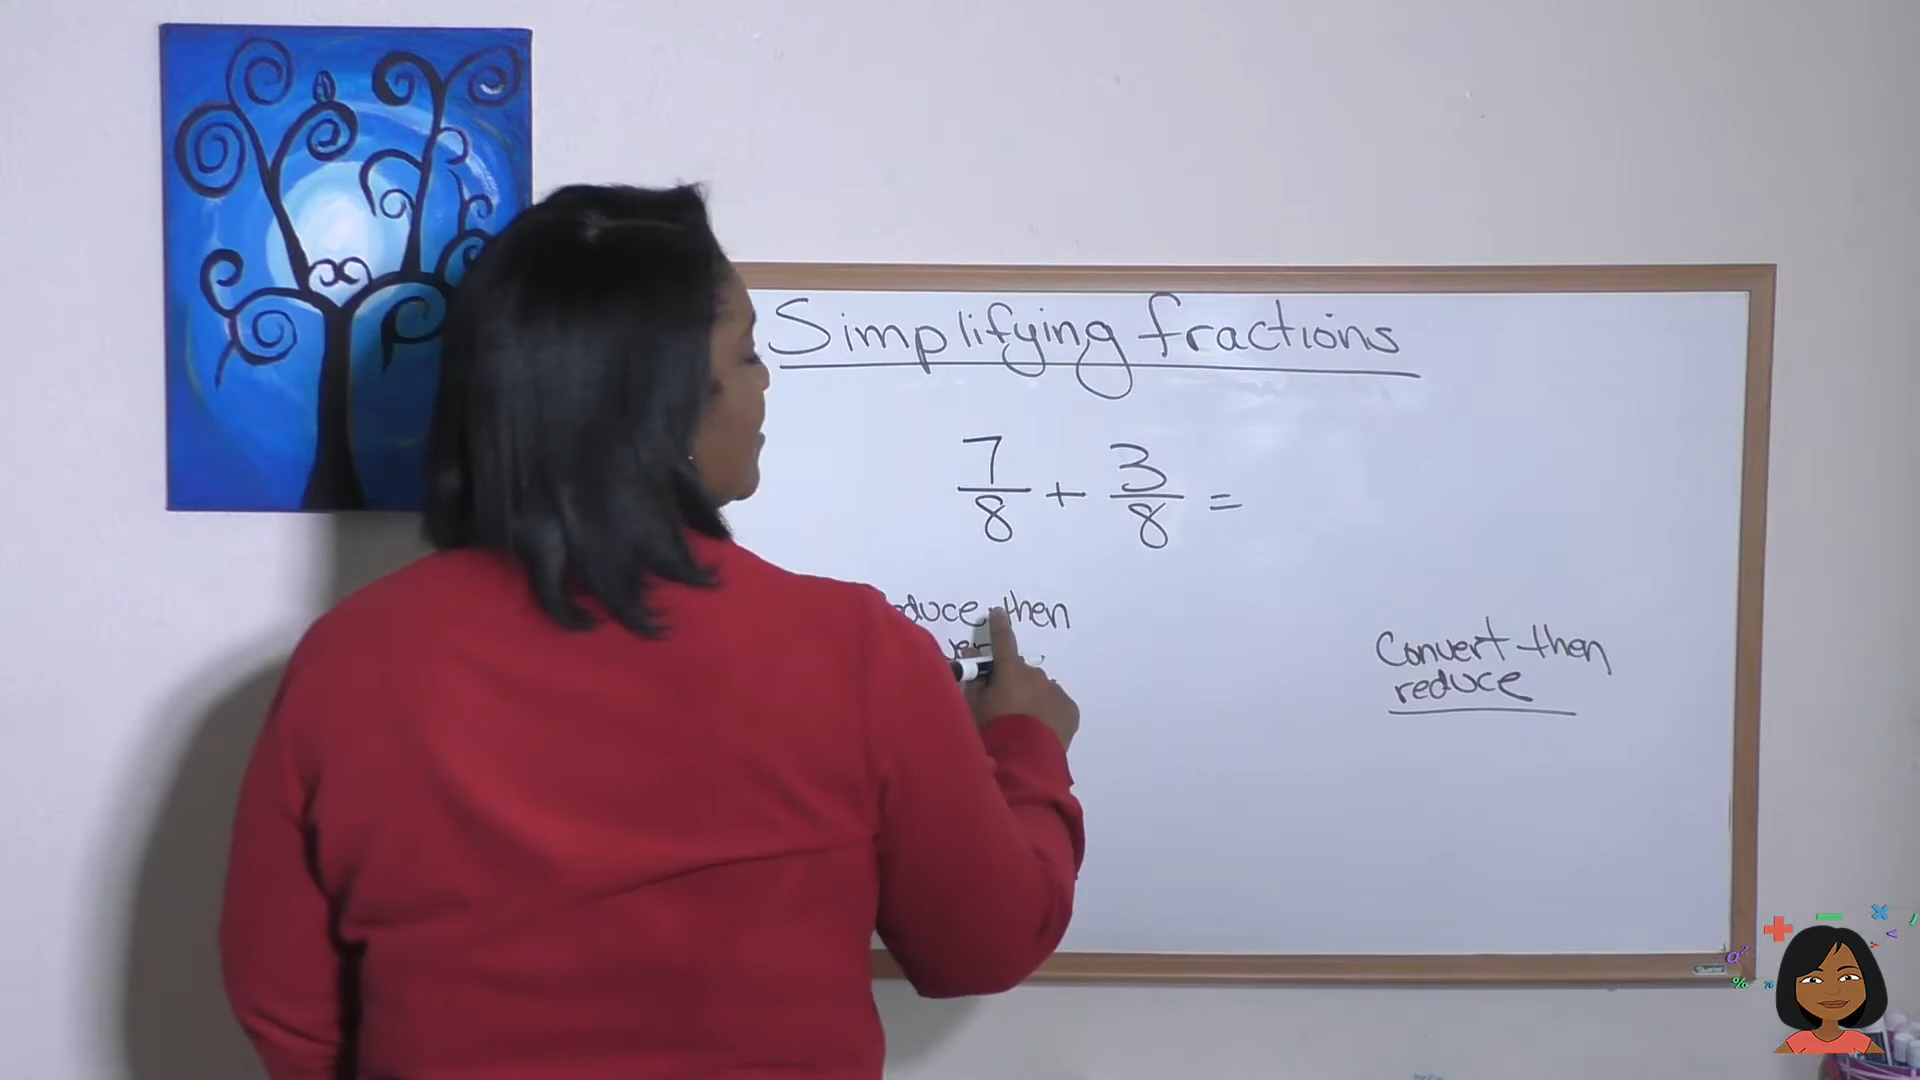 Simplifying fractions
7/8 + 3/8 =
then
Convert then
reduce